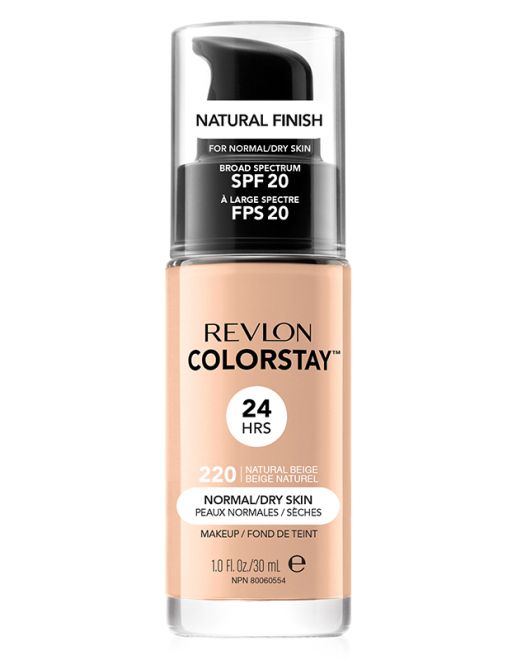 NATURAL FINISH
FOR NORMAL/DRY SKIN
BROAD SPECTRUM
SPF 20
À LARGE SPECTRE
FPS 20
REVLON
COLORSTAY™
24
HRS
220 | NATURAL BEIGE
BEIGE NATUREL
NORMAL/DRY SKIN
PEAUX NORMALES / SÈCHES
MAKEUP / FOND DE TEINT
1.0 Fl. Oz./30 mL ℮
NPN 80060554